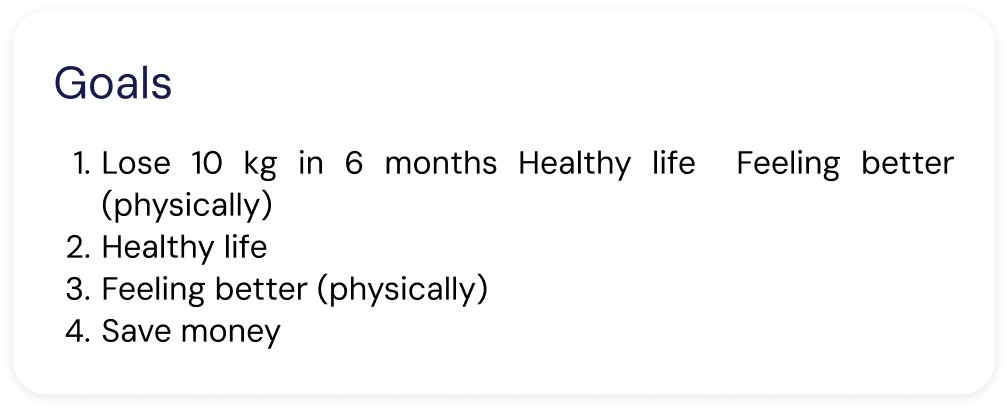 Goals
1. Lose 10 kg in 6 months Healthy life Feeling better
(physically)
2. Healthy life
3. Feeling better (physically)
4. Save money